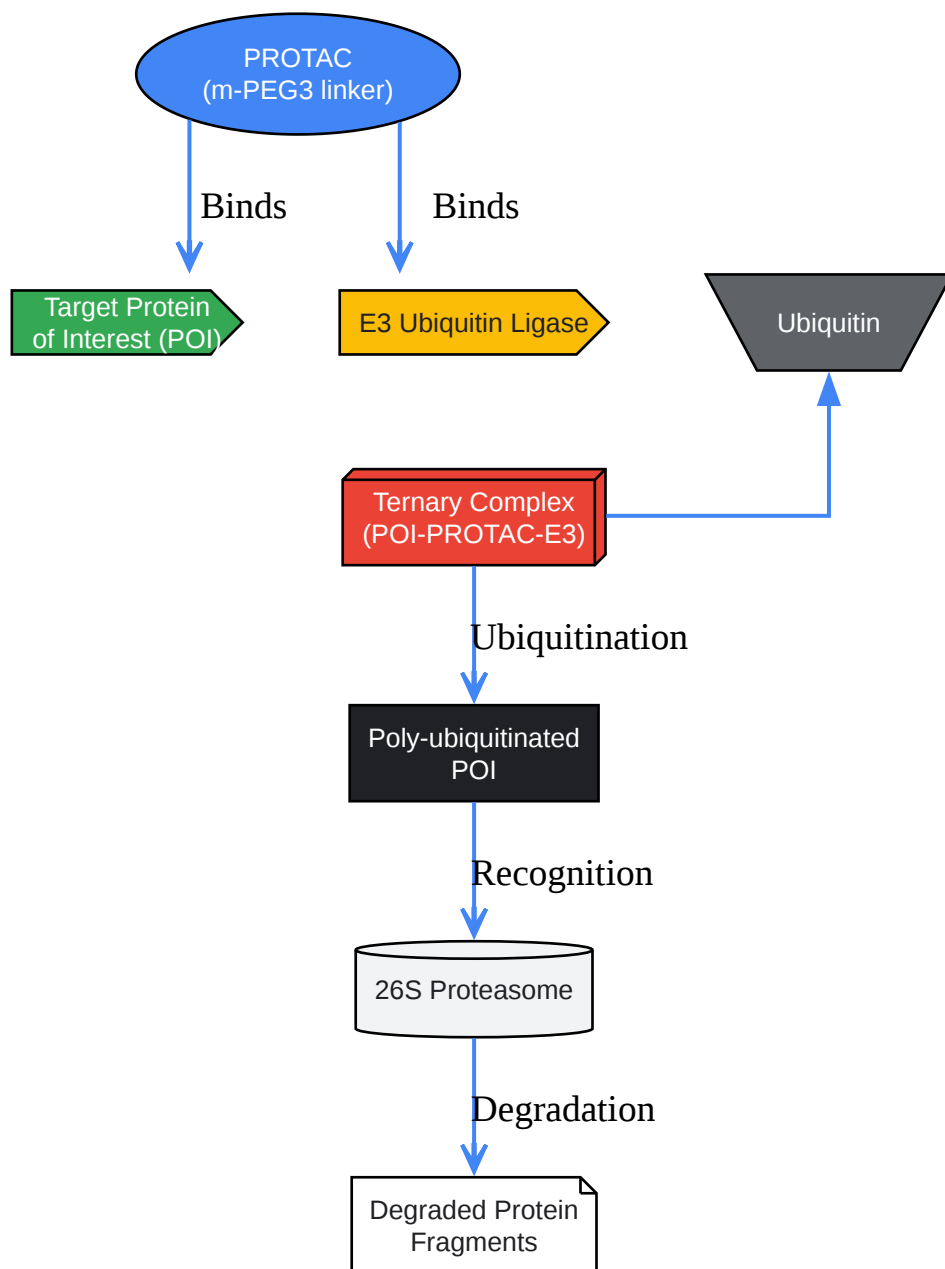 PROTAC
(m-PEG3 linker)
Binds
Binds
Target Protein
of Interest (POI)
E3 Ubiquitin Ligase
Ubiquitin
Ternary Complex
(POI-PROTAC-E3)
Ubiquitination
Poly-ubiquitinated
POI
Recognition
26S Proteasome
Degradation
Degraded Protein
Fragments